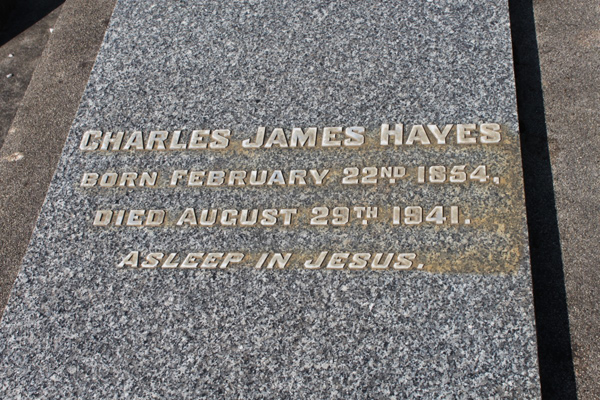 CHARLES JAMES HAYES
BORN FEBRUARY 22ND 1854.
DIED AUGUST 29TH 1941.
ASLEEP IN JESUS.